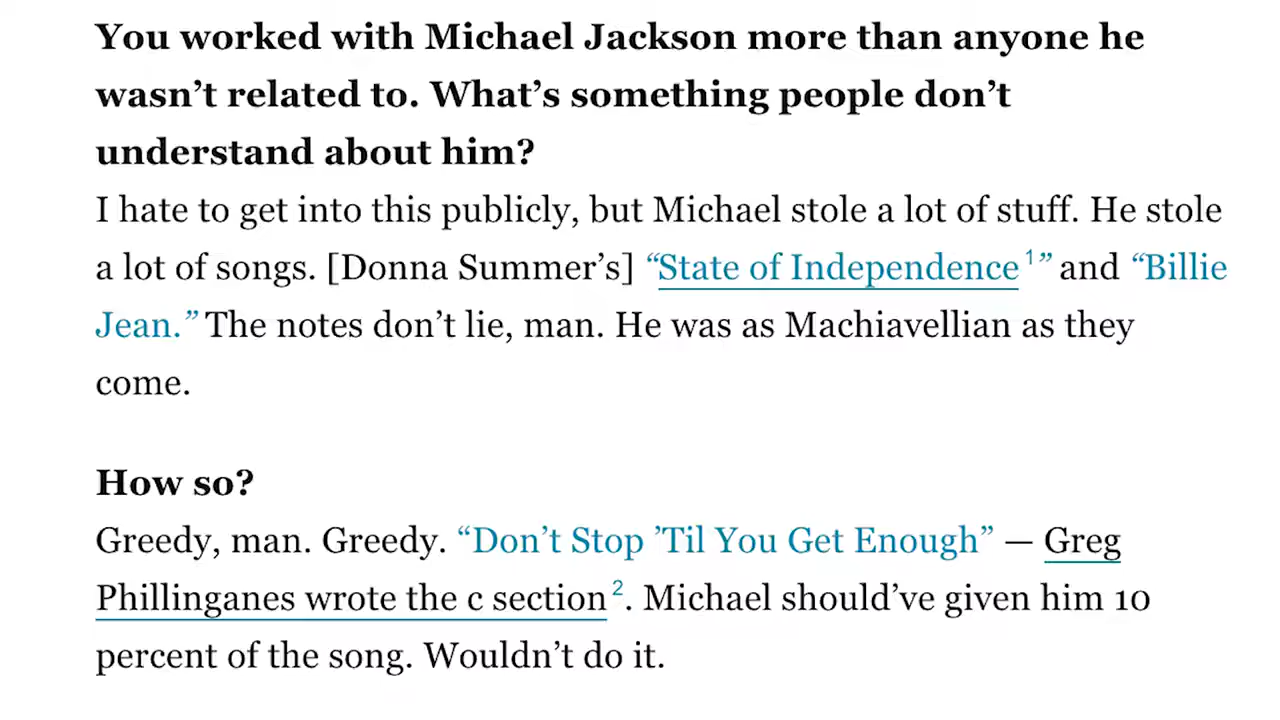 You worked with Michael Jackson more than anyone he
wasn’t related to. What’s something people don’t
understand about him?
I hate to get into this publicly, but Michael stole a lot of stuff. He stole
a lot of songs. [Donna Summer’s] “State of Independence 1” and “Billie
Jean.” The notes don’t lie, man. He was as Machiavellian as they
come.
How so?
Greedy, man. Greedy. “Don’t Stop ’Til You Get Enough” — Greg
Phillinganes wrote the c section 2. Michael should’ve given him 10
percent of the song. Wouldn’t do it.